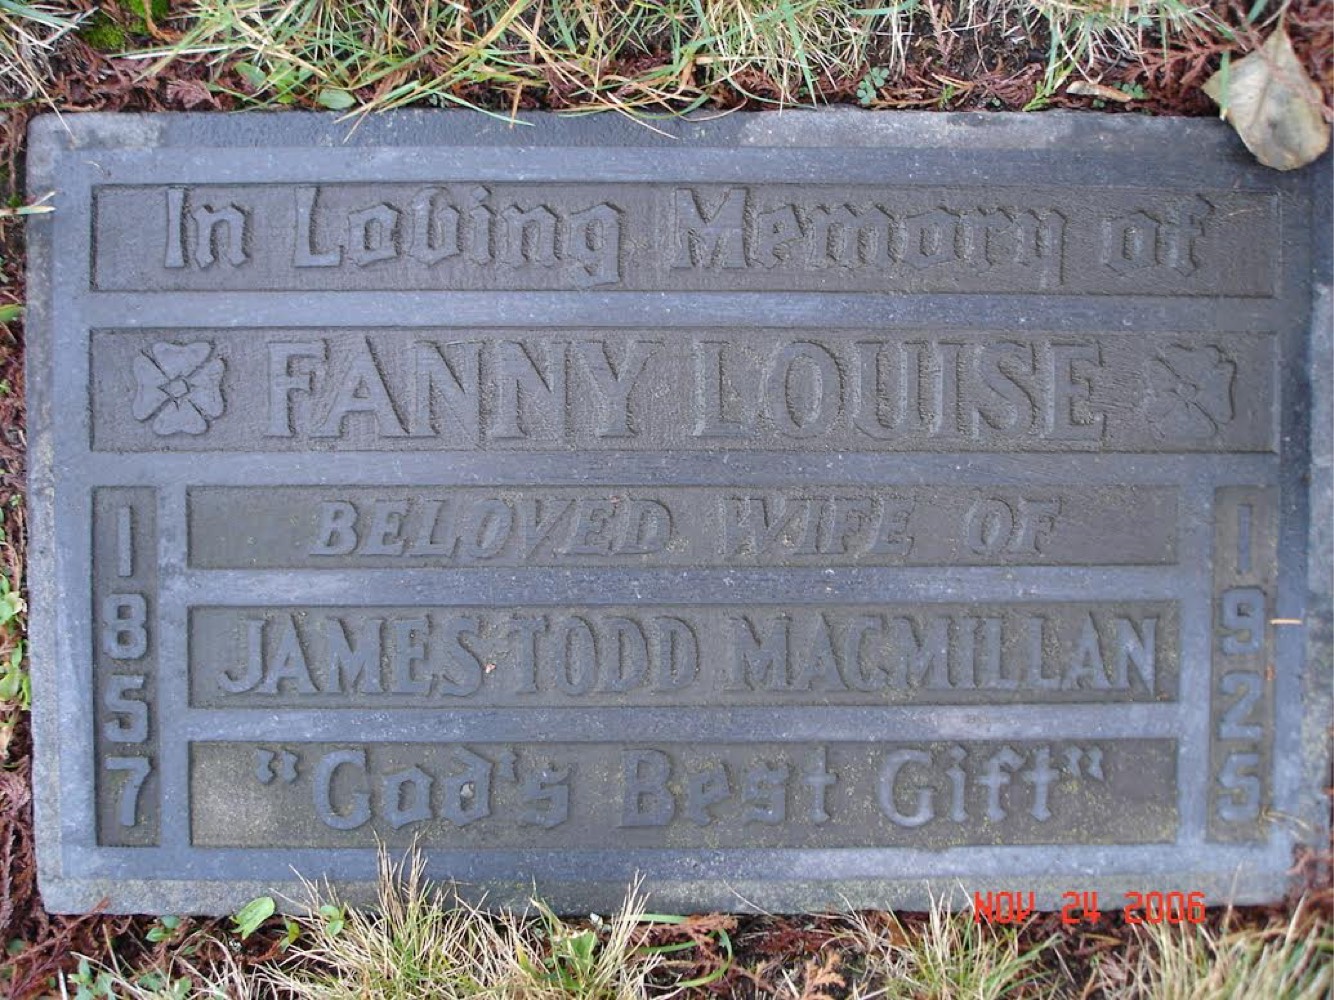 In Loving Memory of
FANNY LOUISE
1857
BELOVED WIFE OF
JAMES TODD MACMILLAN
"God's Best Gift"
1925
NOV 24 2006